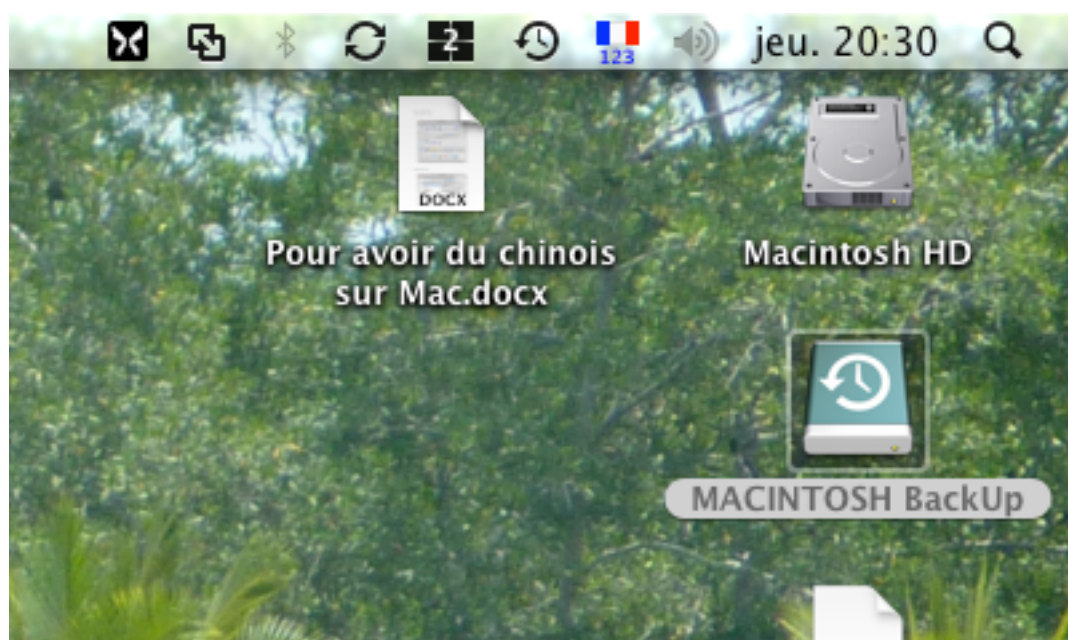 2
123
jeu. 20:30
DOCX
Pour avoir du chinois
sur Mac.docx
Macintosh HD
MACINTOSH BackUp